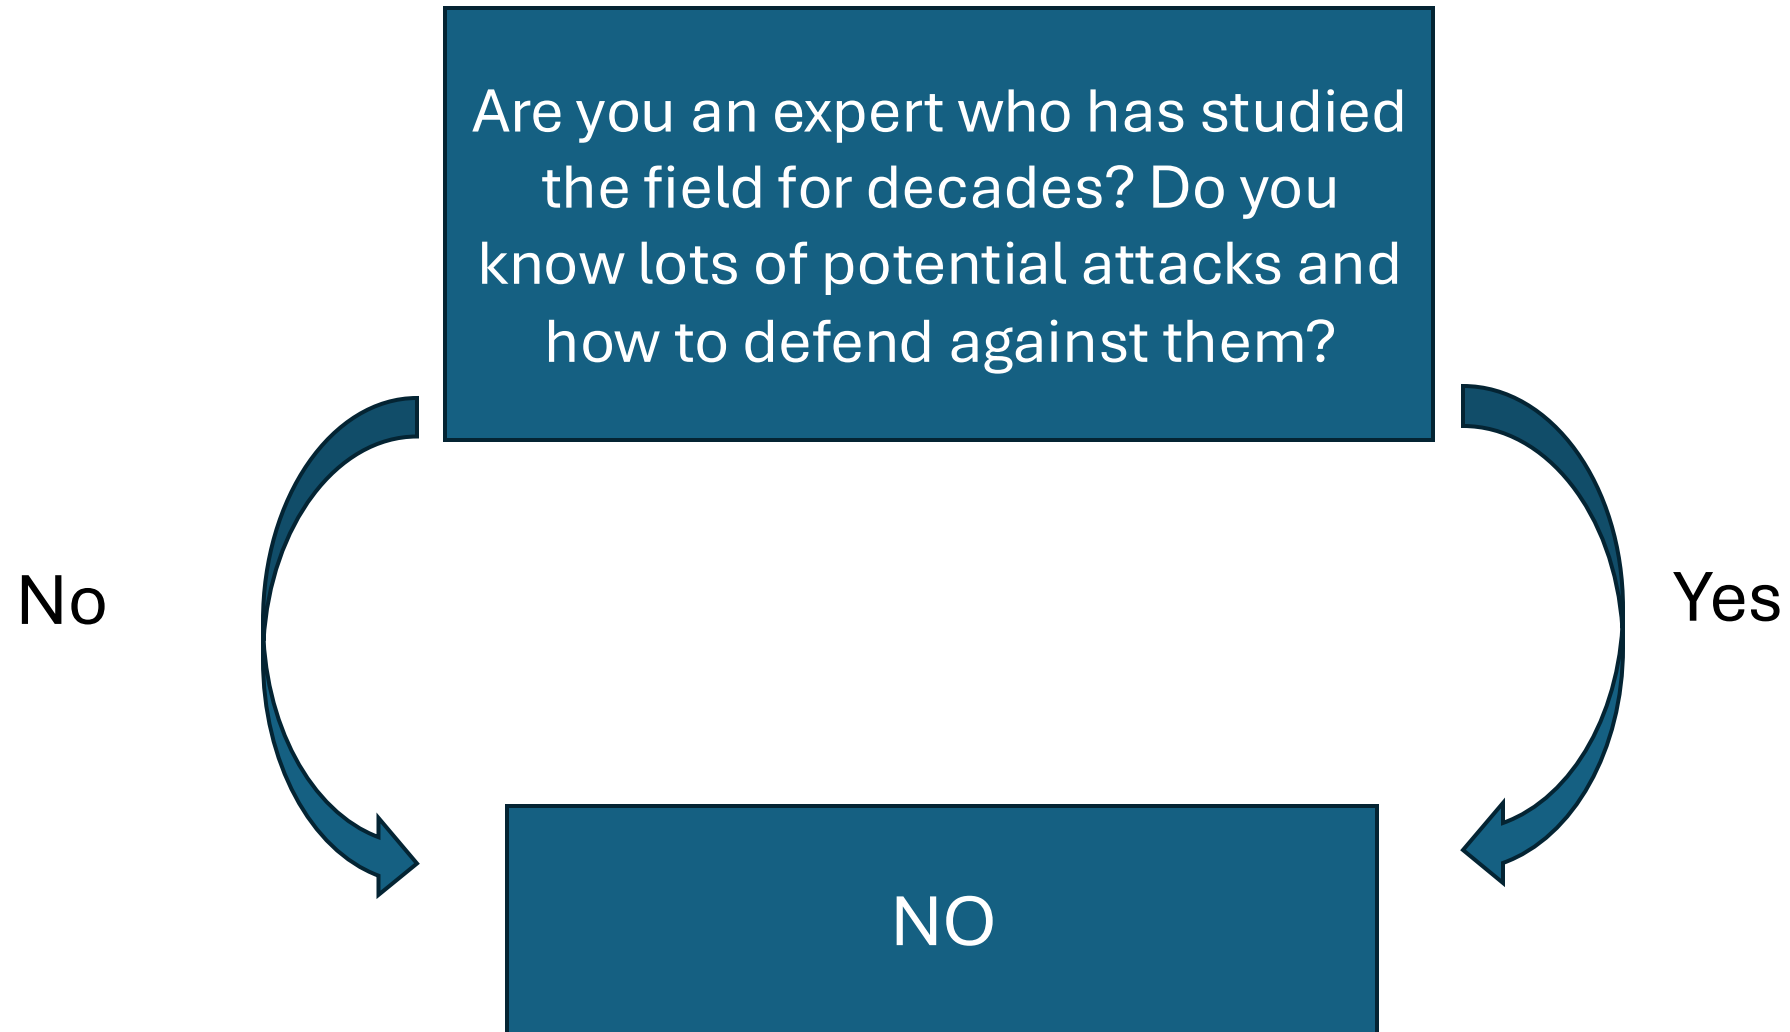 Are you an expert who has studied
the field for decades? Do you
know lots of potential attacks and
how to defend against them?
No
Yes
NO